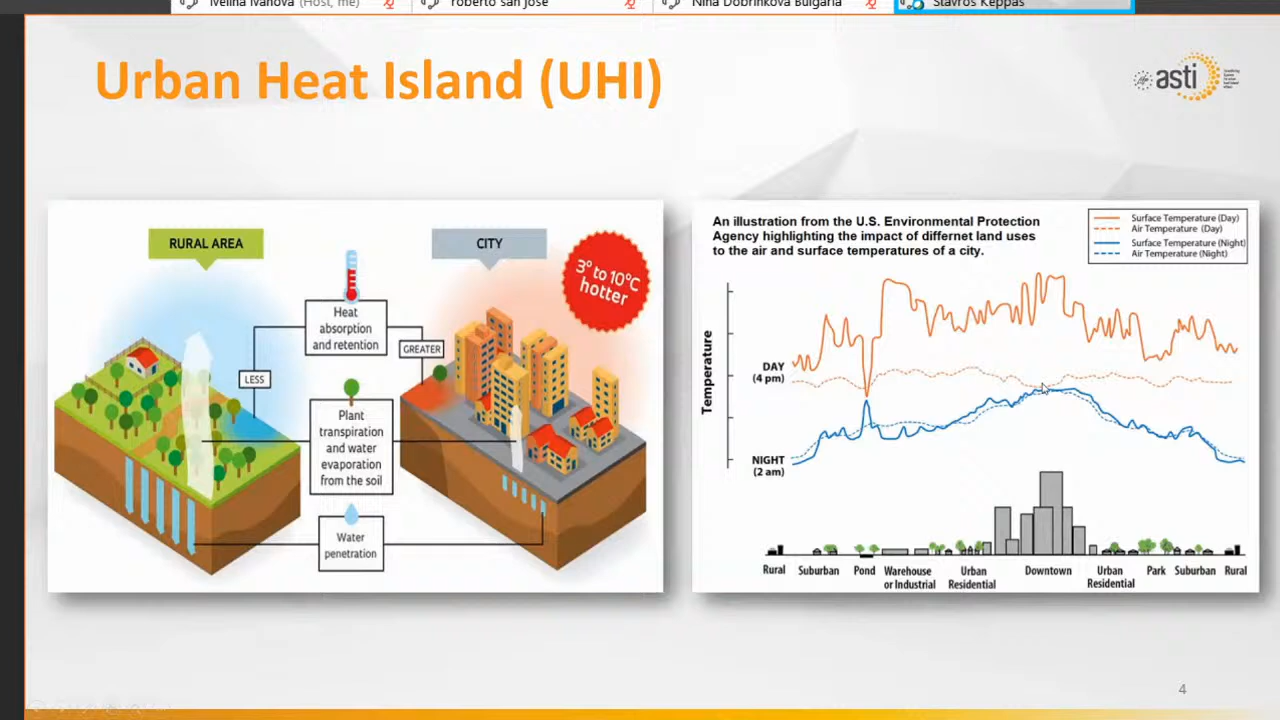 Ivelina Ivanova (Host, me)
roberto san jose
Nina Dobrinkova Bulgaria
Stavros Keppas
Urban Heat Island (UHI)
asti
RURAL AREA
CITY
3° to 10°C
hotter
Heat
absorption
and retention
GREATER
LESS
Plant
transpiration
and water
evaporation
from the soil
Water
penetration
An illustration from the U.S. Environmental Protection
Agency highlighting the impact of differnet land uses
to the air and surface temperatures of a city.
Surface Temperature (Day)
Air Temperature (Day)
Surface Temperature (Night)
Air Temperature (Night)
Temperature
DAY
(4 pm)
NIGHT
(2 am)
Rural
Suburban
Pond
Warehouse
or Industrial
Urban
Residential
Downtown
Urban
Residential
Park
Suburban
Rural
4